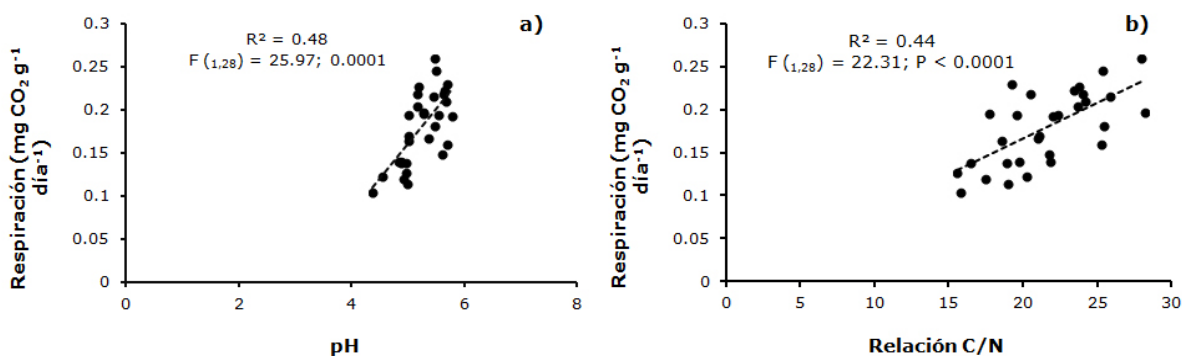 a)
R² = 0.48
F (1,28) = 25.97; 0.0001
Respiración (mg CO2 g-1
día-1)
0.3
0.25
0.2
0.15
0.1
0.05
0
0 2 4 6 8
pH
b)
R² = 0.44
F (1,28) = 22.31; P < 0.0001
Respiración (mg CO2 g-1
día-1)
0.3
0.25
0.2
0.15
0.1
0.05
0
0 5 10 15 20 25 30
Relación C/N